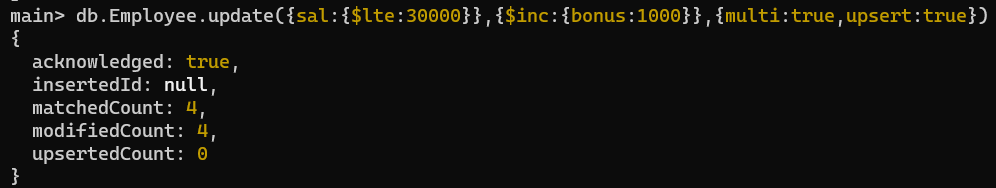 main> db.Employee.update({sal:{$lte:30000}},{$inc:{bonus:1000}},{multi:true,upsert:true})
{
  acknowledged: true,
  insertedId: null,
  matchedCount: 4,
  modifiedCount: 4,
  upsertedCount: 0
}